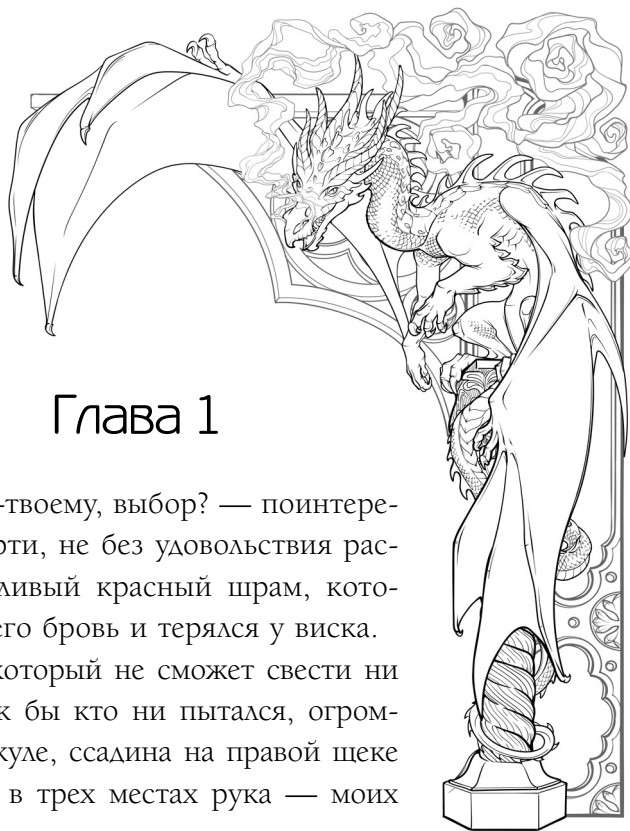 Глава 1
-твоему, выбор? — поинтере-
рти, не без удовольствия рас-
ливый красный шрам, кото-
его бровь и терялся у виска.
который не сможет свести ни
к бы кто ни пытался, огром-
куле, ссадина на правой щеке
в трех местах рука — моих